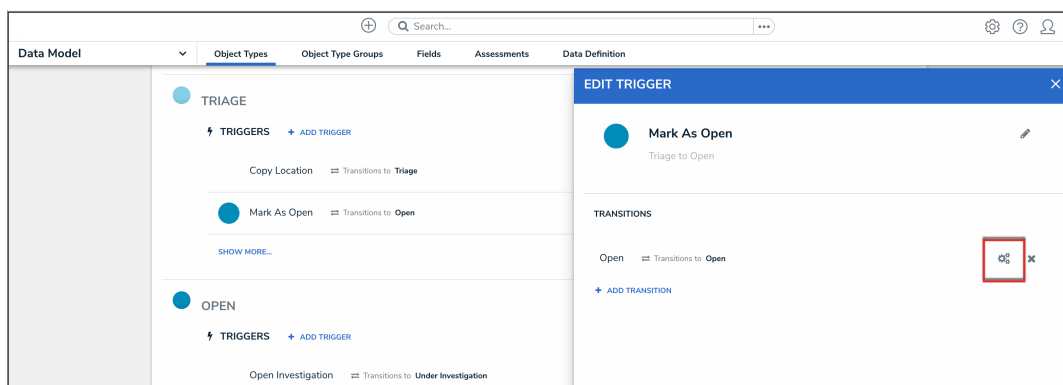 Search...
Data Model
Object Types
Object Type Groups
Fields
Assessments
Data Definition
TRIAGE
TRIGGERS
+ ADD TRIGGER
Copy Location
Transitions to Triage
Mark As Open
Transitions to Open
SHOW MORE...
OPEN
TRIGGERS
+ ADD TRIGGER
Open Investigation
Transitions to Under Investigation
EDIT TRIGGER
Mark As Open
Triage to Open
TRANSITIONS
Open
Transitions to Open
+ ADD TRANSITION